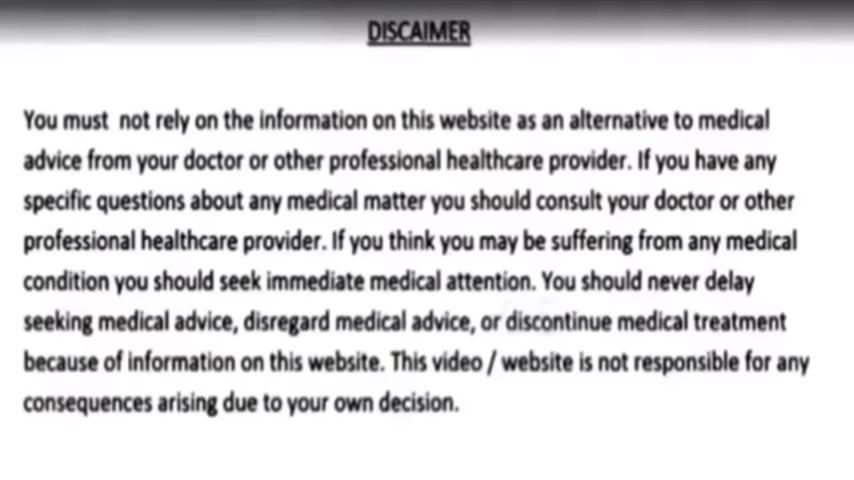 DISCAIMER
You must not rely on the information on this website as an alternative to medical
advice from your doctor or other professional healthcare provider. If you have any
specific questions about any medical matter you should consult your doctor or other
professional healthcare provider. If you think you may be suffering from any medical
condition you should seek immediate medical attention. You should never delay
seeking medical advice, disregard medical advice, or discontinue medical treatment
because of information on this website. This video / website is not responsible for any
consequences arising due to your own decision.